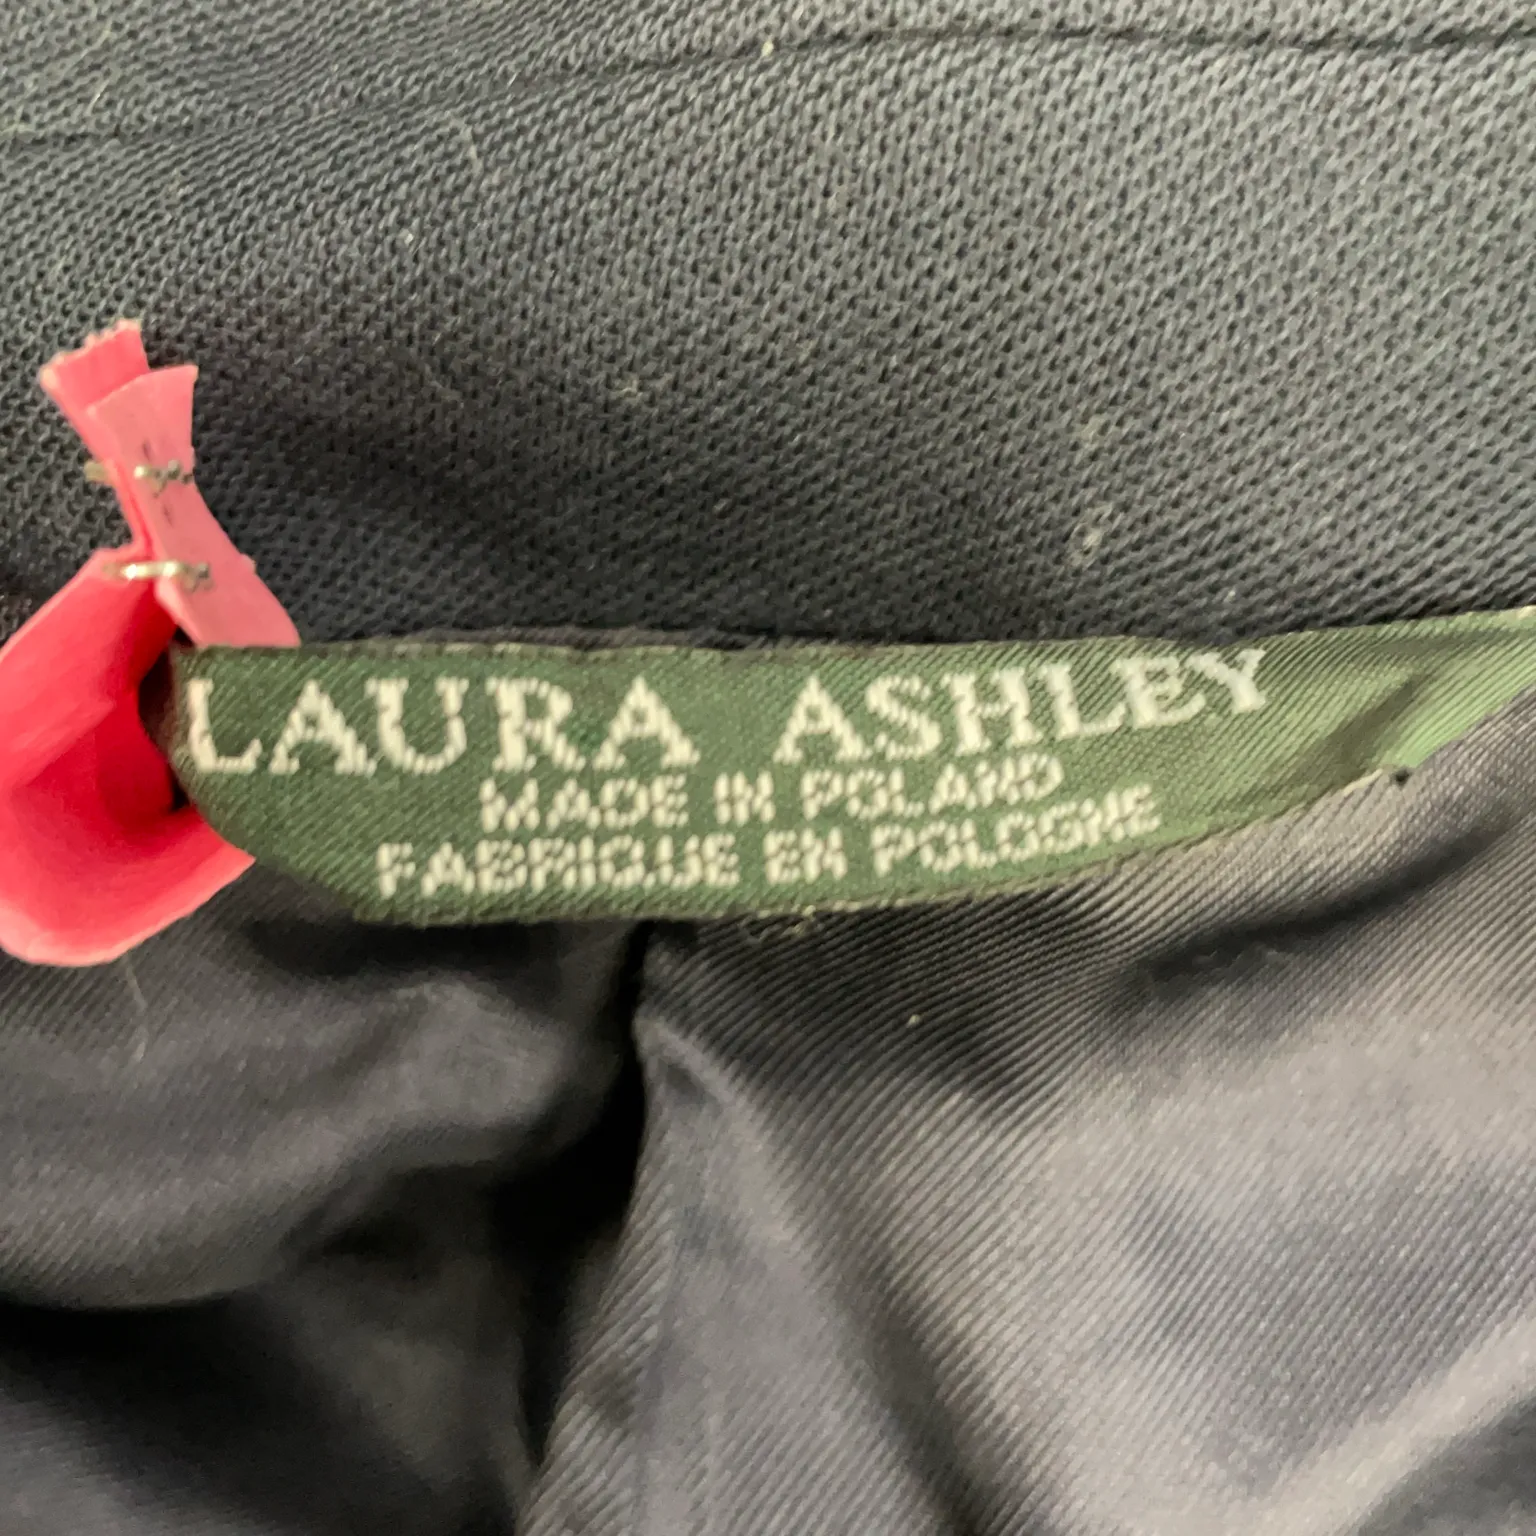 LAURA ASHLEY
MADE IN POLAND
FABRIQUE EN POLOGNE